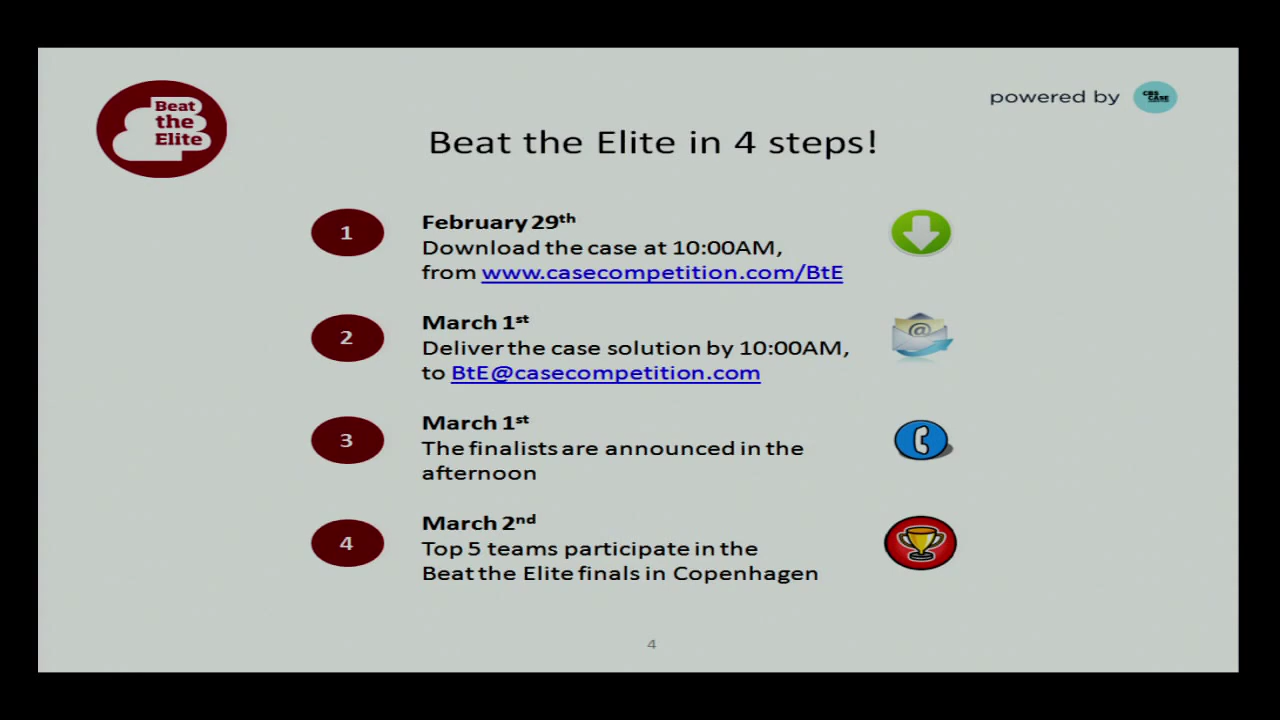 Beat
the
Elite
powered by
CBS
CASE
Beat the Elite in 4 steps!
1
February 29th
Download the case at 10:00AM,
from www.casecompetition.com/BtE
2
March 1st
Deliver the case solution by 10:00AM,
to BtE@casecompetition.com
3
March 1st
The finalists are announced in the
afternoon
4
March 2nd
Top 5 teams participate in the
Beat the Elite finals in Copenhagen
4